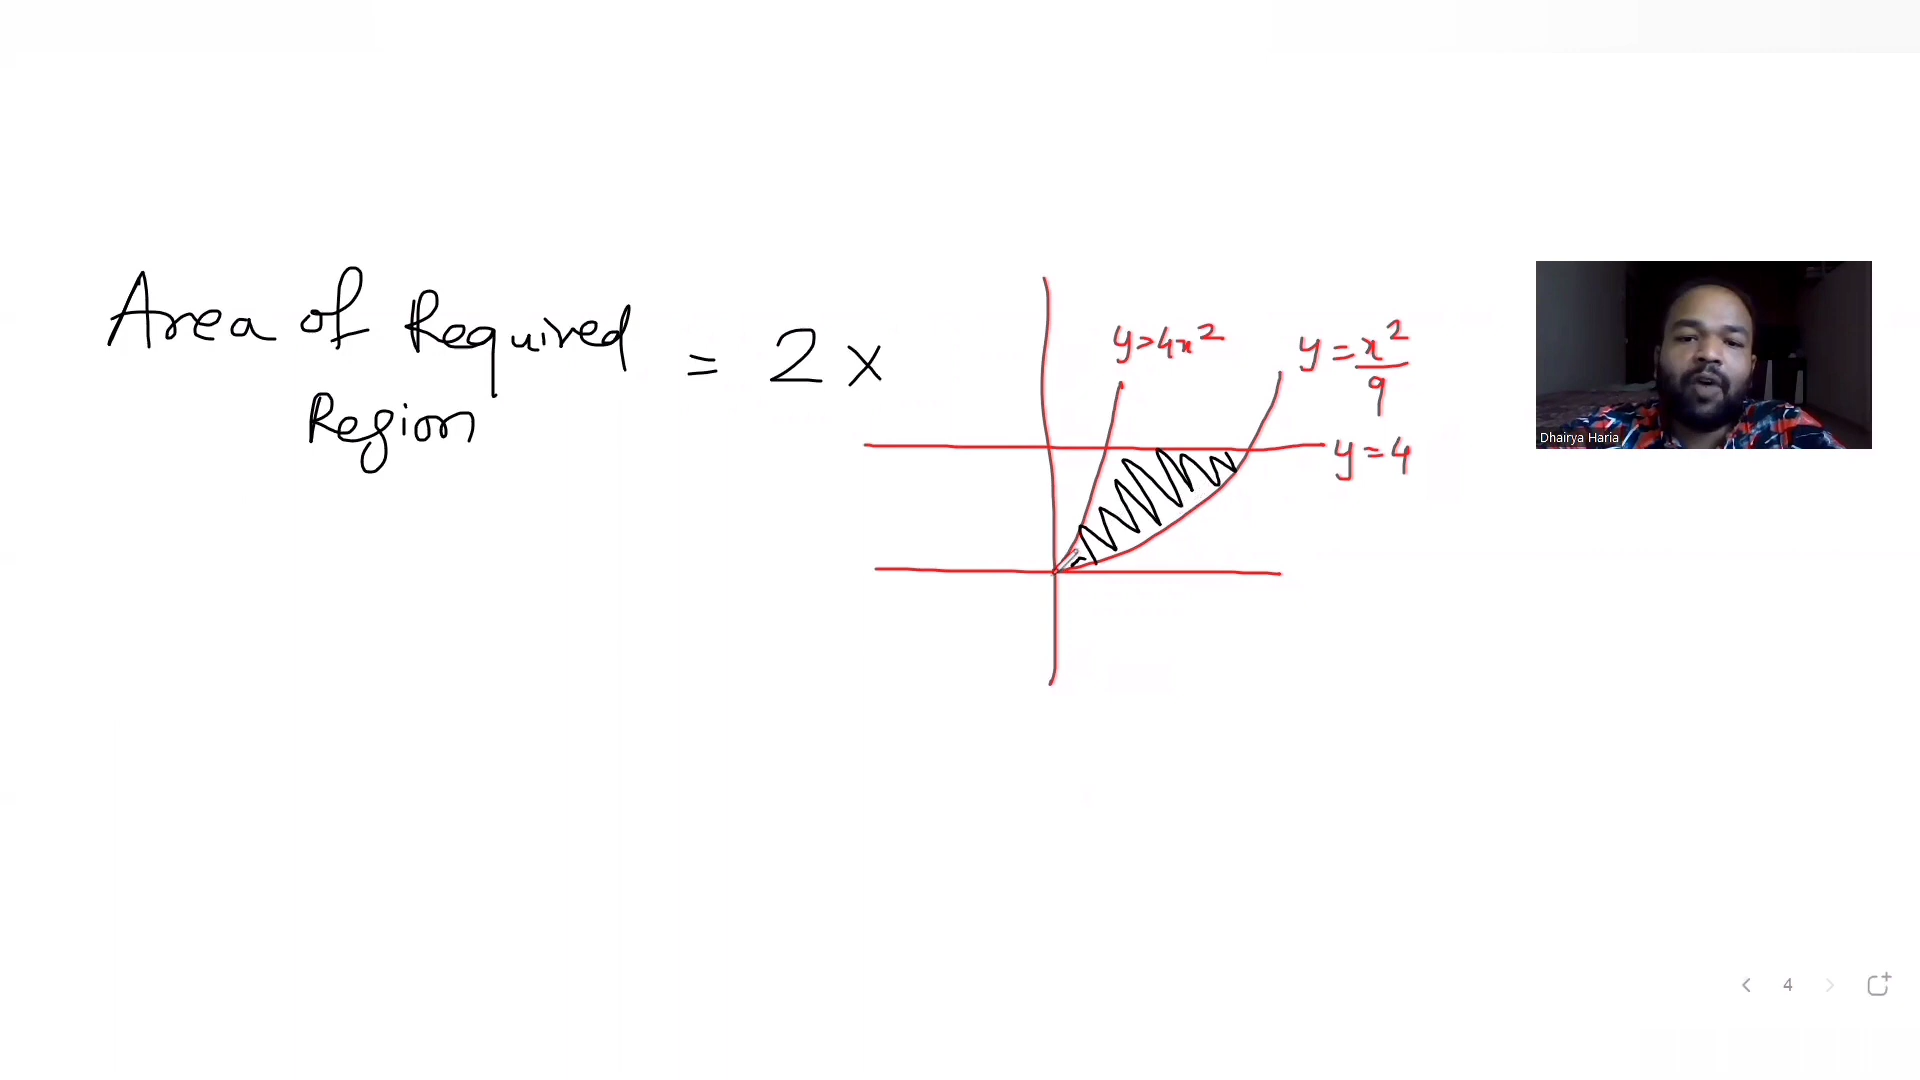 Area of Required
Region
= 2 x
y=4x²
y = x²/9
y=4
Dhairya Haria
4